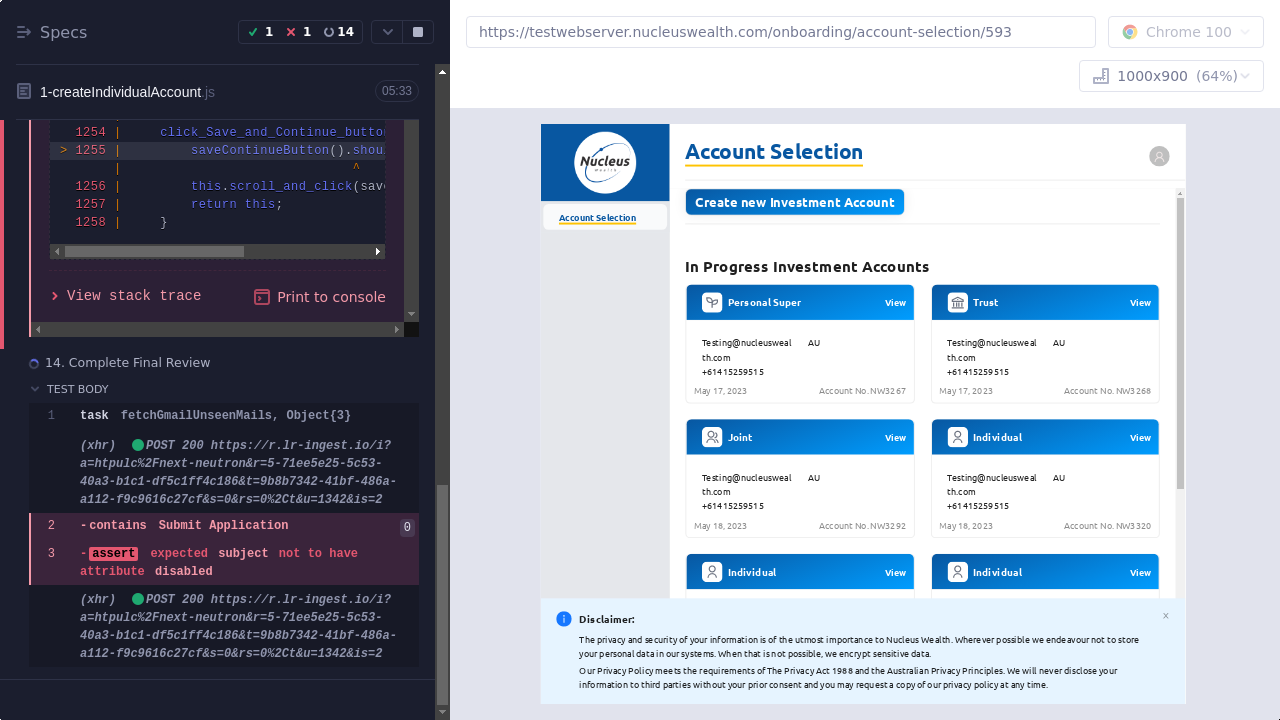 Specs
1
1
14
1-createIndividualAccount.js
05:33
1254 | click_Save_and_Continue_button
> 1255 | saveContinueButton().shoul
| ^
1256 | this.scroll_and_click(save
1257 | return this;
1258 | }
View stack trace
Print to console
14. Complete Final Review
TEST BODY
1 task fetchGmailUnseenMails, Object{3}
(xhr) POST 200 https://r.lr-ingest.io/i?
a=htpulc%2Fnext-neutron&r=5-71ee5e25-5c53-
40a3-b1c1-df5c1ff4c186&t=9b8b7342-41bf-486a-
a112-f9c9616c27cf&s=0&rs=0%2Ct&u=1342&is=2
2 -contains Submit Application 0
3 -assert expected subject not to have
attribute disabled
(xhr) POST 200 https://r.lr-ingest.io/i?
a=htpulc%2Fnext-neutron&r=5-71ee5e25-5c53-
40a3-b1c1-df5c1ff4c186&t=9b8b7342-41bf-486a-
a112-f9c9616c27cf&s=0&rs=0%2Ct&u=1342&is=2
https://testwebserver.nucleuswealth.com/onboarding/account-selection/593
Chrome 100
1000x900 (64%)
Nucleus
Wealth
Account Selection
Account Selection
Create new Investment Account
In Progress Investment Accounts
Personal Super View
Testing@nucleusweal AU
th.com
+61415259515
May 17, 2023 Account No. NW3267
Trust View
Testing@nucleusweal AU
th.com
+61415259515
May 17, 2023 Account No. NW3268
Joint View
Testing@nucleusweal AU
th.com
+61415259515
May 18, 2023 Account No. NW3292
Individual View
Testing@nucleusweal AU
th.com
+61415259515
May 18, 2023 Account No. NW3320
Individual View
Individual View
Disclaimer:
The privacy and security of your information is of the utmost importance to Nucleus Wealth. Wherever possible we endeavour not to store
your personal data in our systems. When that is not possible, we encrypt sensitive data.
Our Privacy Policy meets the requirements of The Privacy Act 1988 and the Australian Privacy Principles. We will never disclose your
information to third parties without your prior consent and you may request a copy of our privacy policy at any time.